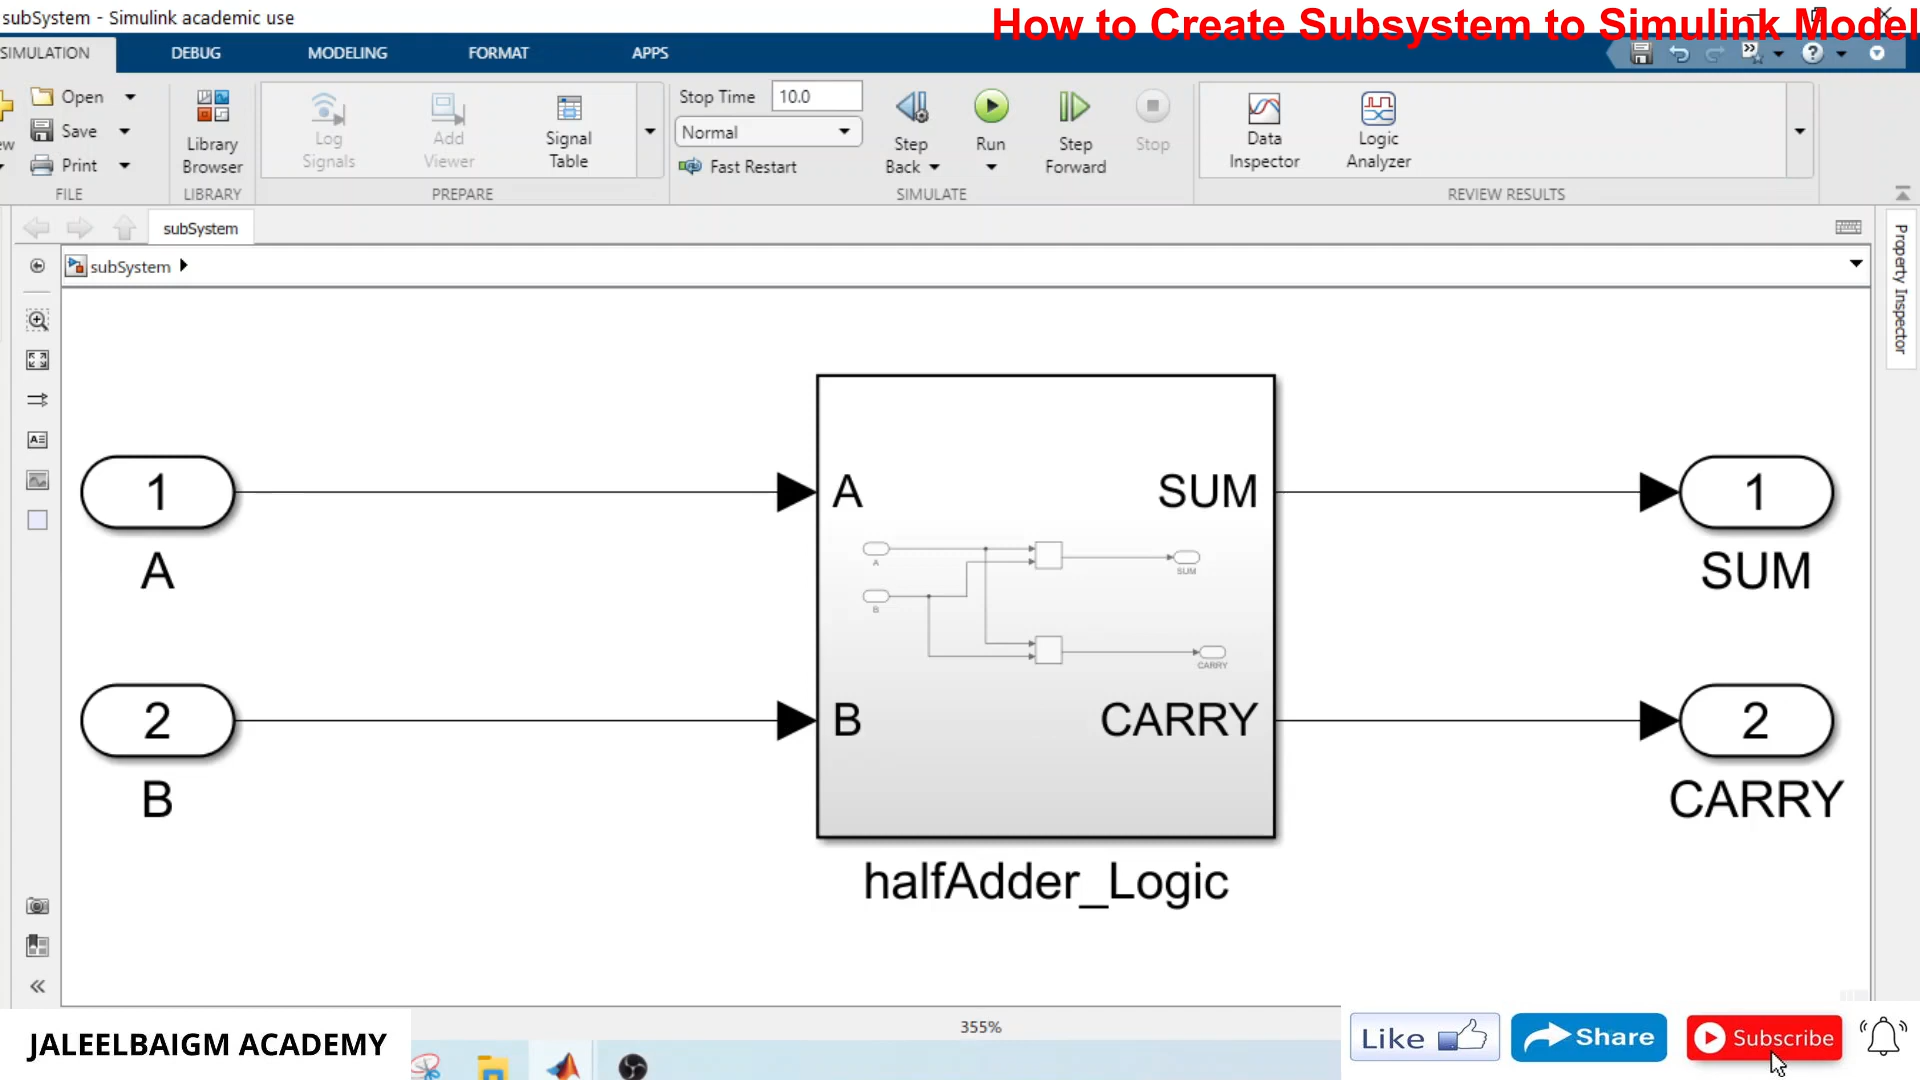 subSystem - Simulink academic use
How to Create Subsystem to Simulink Model
SIMULATION
DEBUG
MODELING
FORMAT
APPS
Open
Save
Print
FILE
Library
Browser
LIBRARY
Log
Signals
Add
Viewer
Signal
Table
PREPARE
Stop Time 10.0
Normal
Fast Restart
Step
Back
Run
Step
Forward
Stop
SIMULATE
Data
Inspector
Logic
Analyzer
REVIEW RESULTS
subSystem
subSystem
Property Inspector
1
A
2
B
A
B
SUM
CARRY
A
B
SUM
CARRY
halfAdder_Logic
1
SUM
2
CARRY
355%
JALEELBAIGM ACADEMY
Like
Share
Subscribe